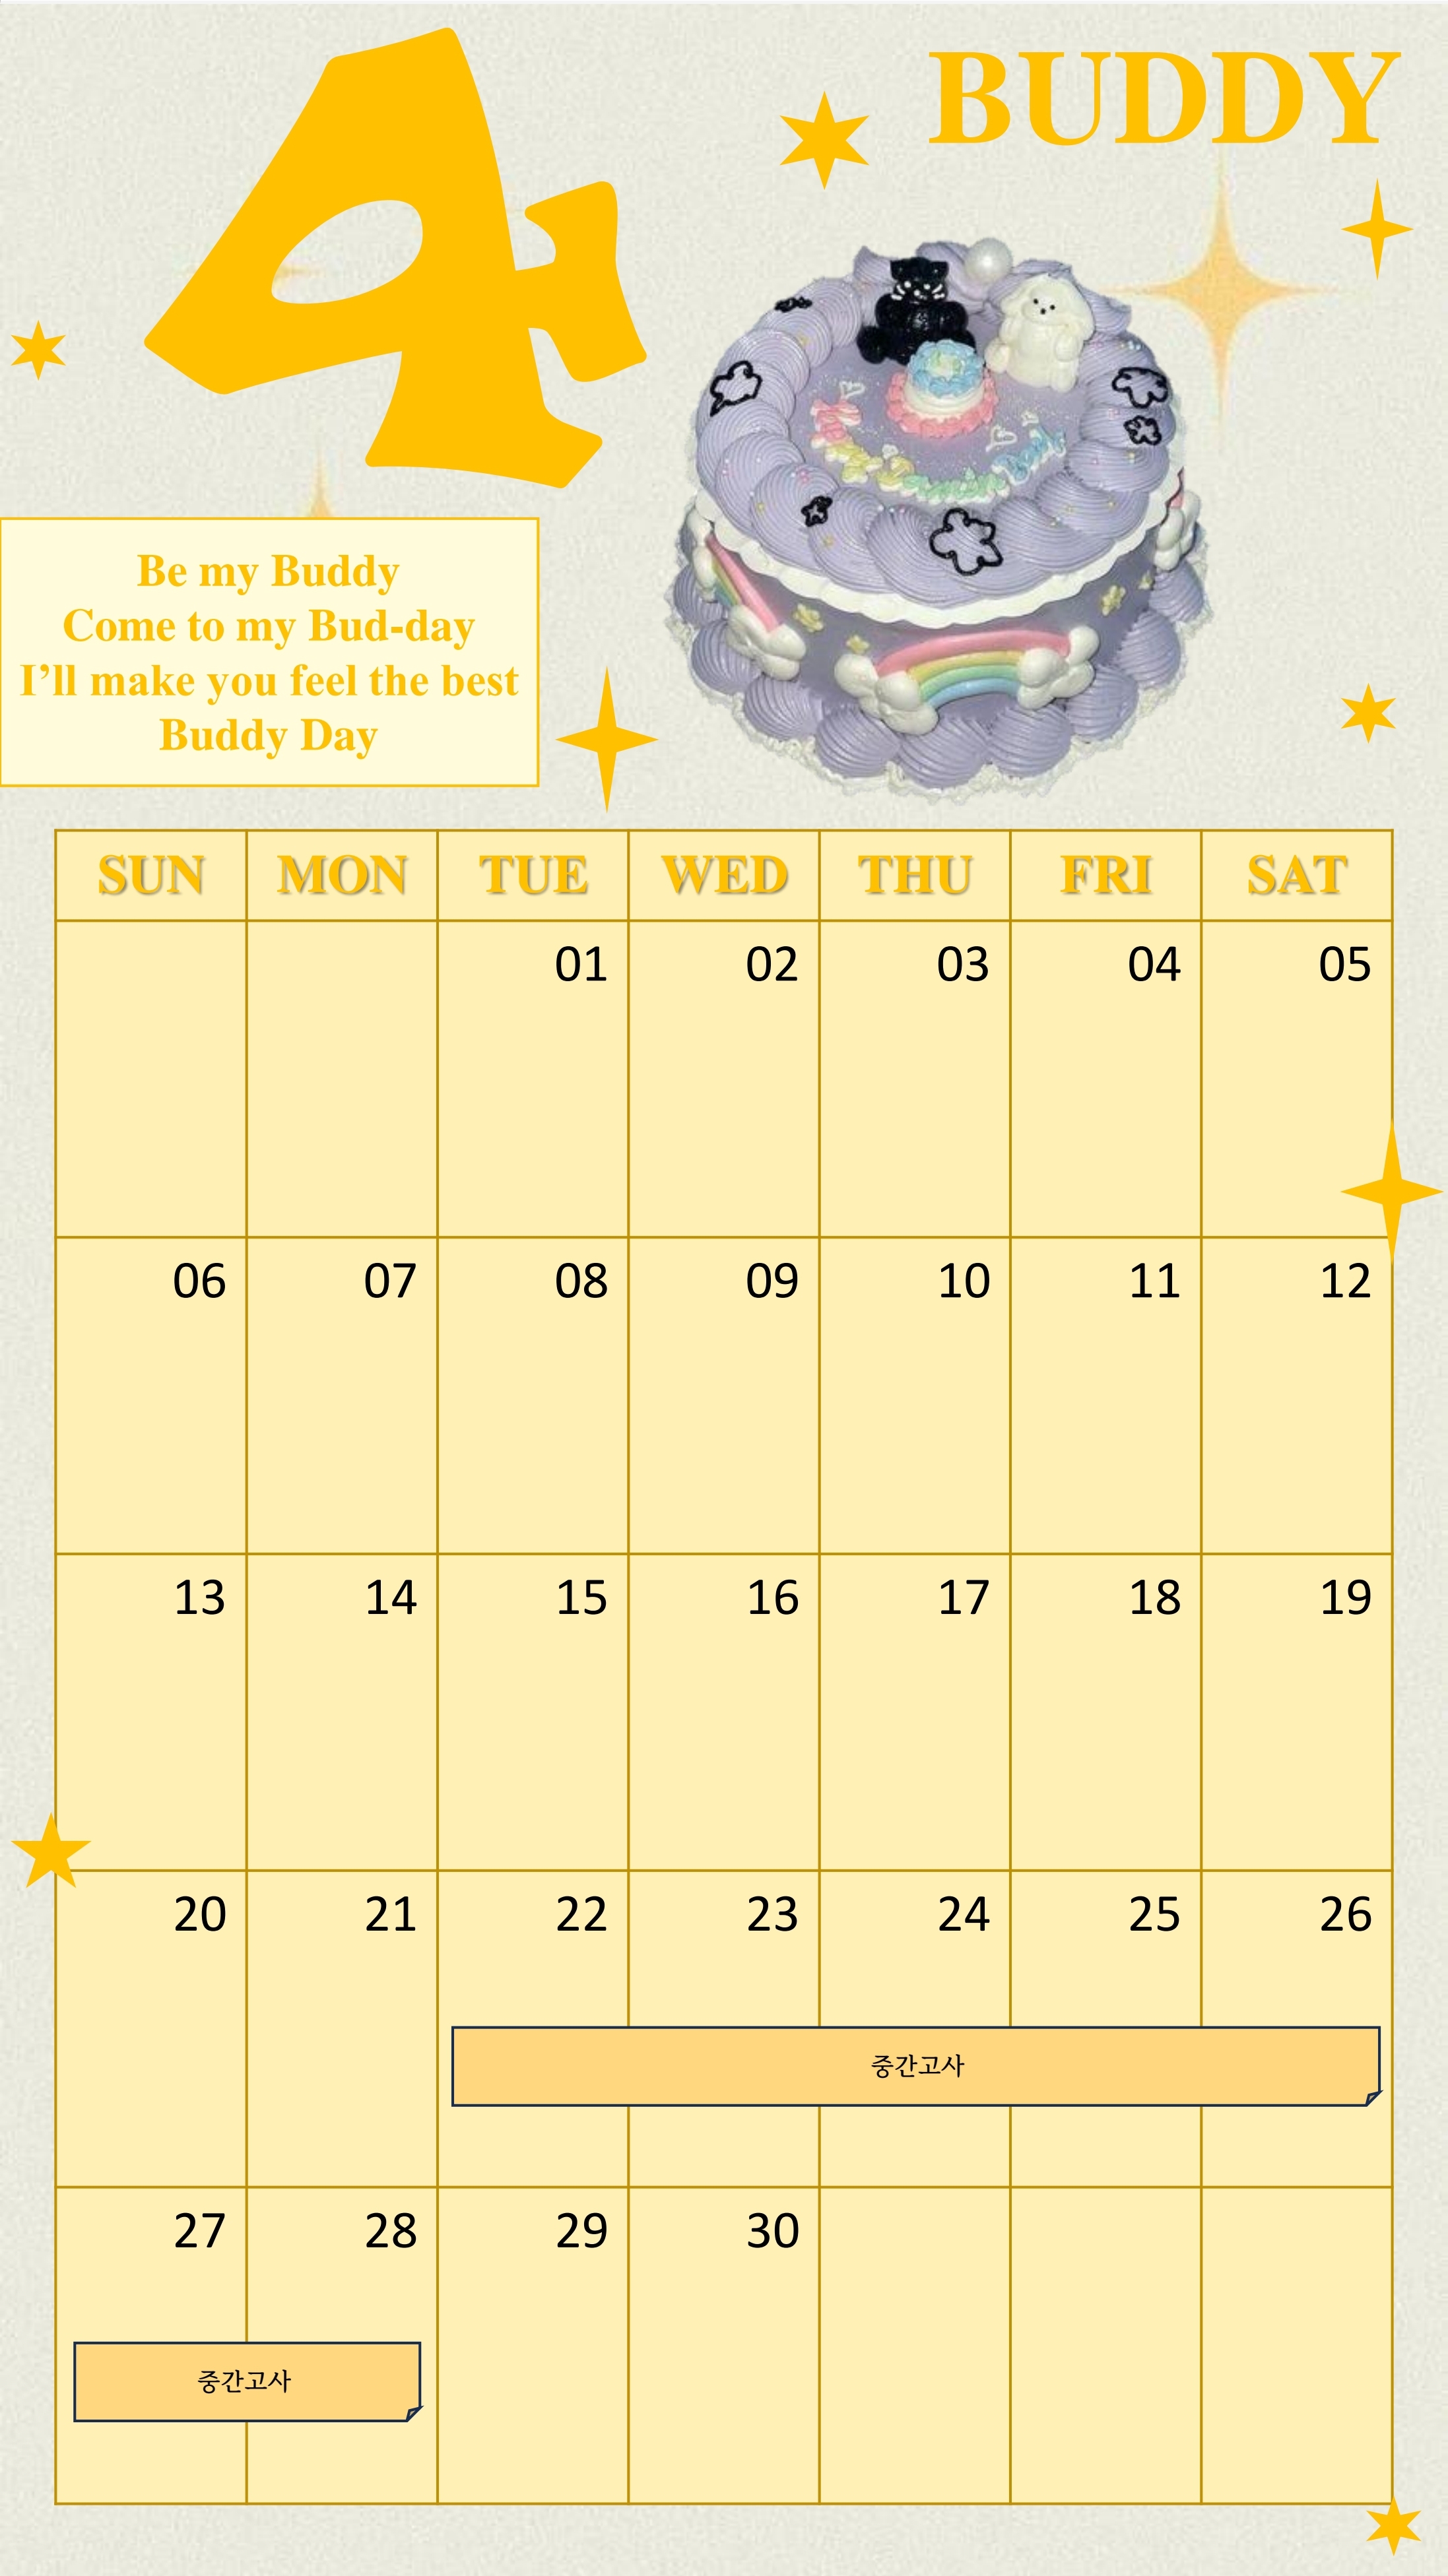 4
BUDDY
Be my Buddy
Come to my Bud-day
I’ll make you feel the best
Buddy Day
SUN MON TUE WED THU FRI SAT
01 02 03 04 05
06 07 08 09 10 11 12
13 14 15 16 17 18 19
20 21 22 23 24 25 26
중간고사
27 28 29 30
중간고사